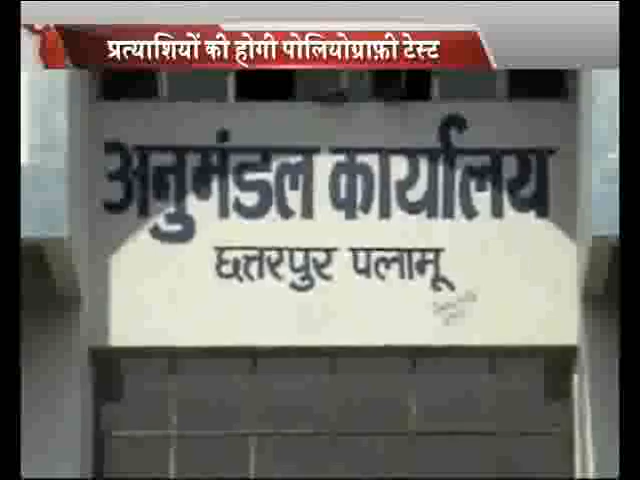 प्रत्याशियों की होगी पोलियोग्राफ़ी टेस्ट
अनुमंडल कार्यालय
छत्तरपुर पलामू